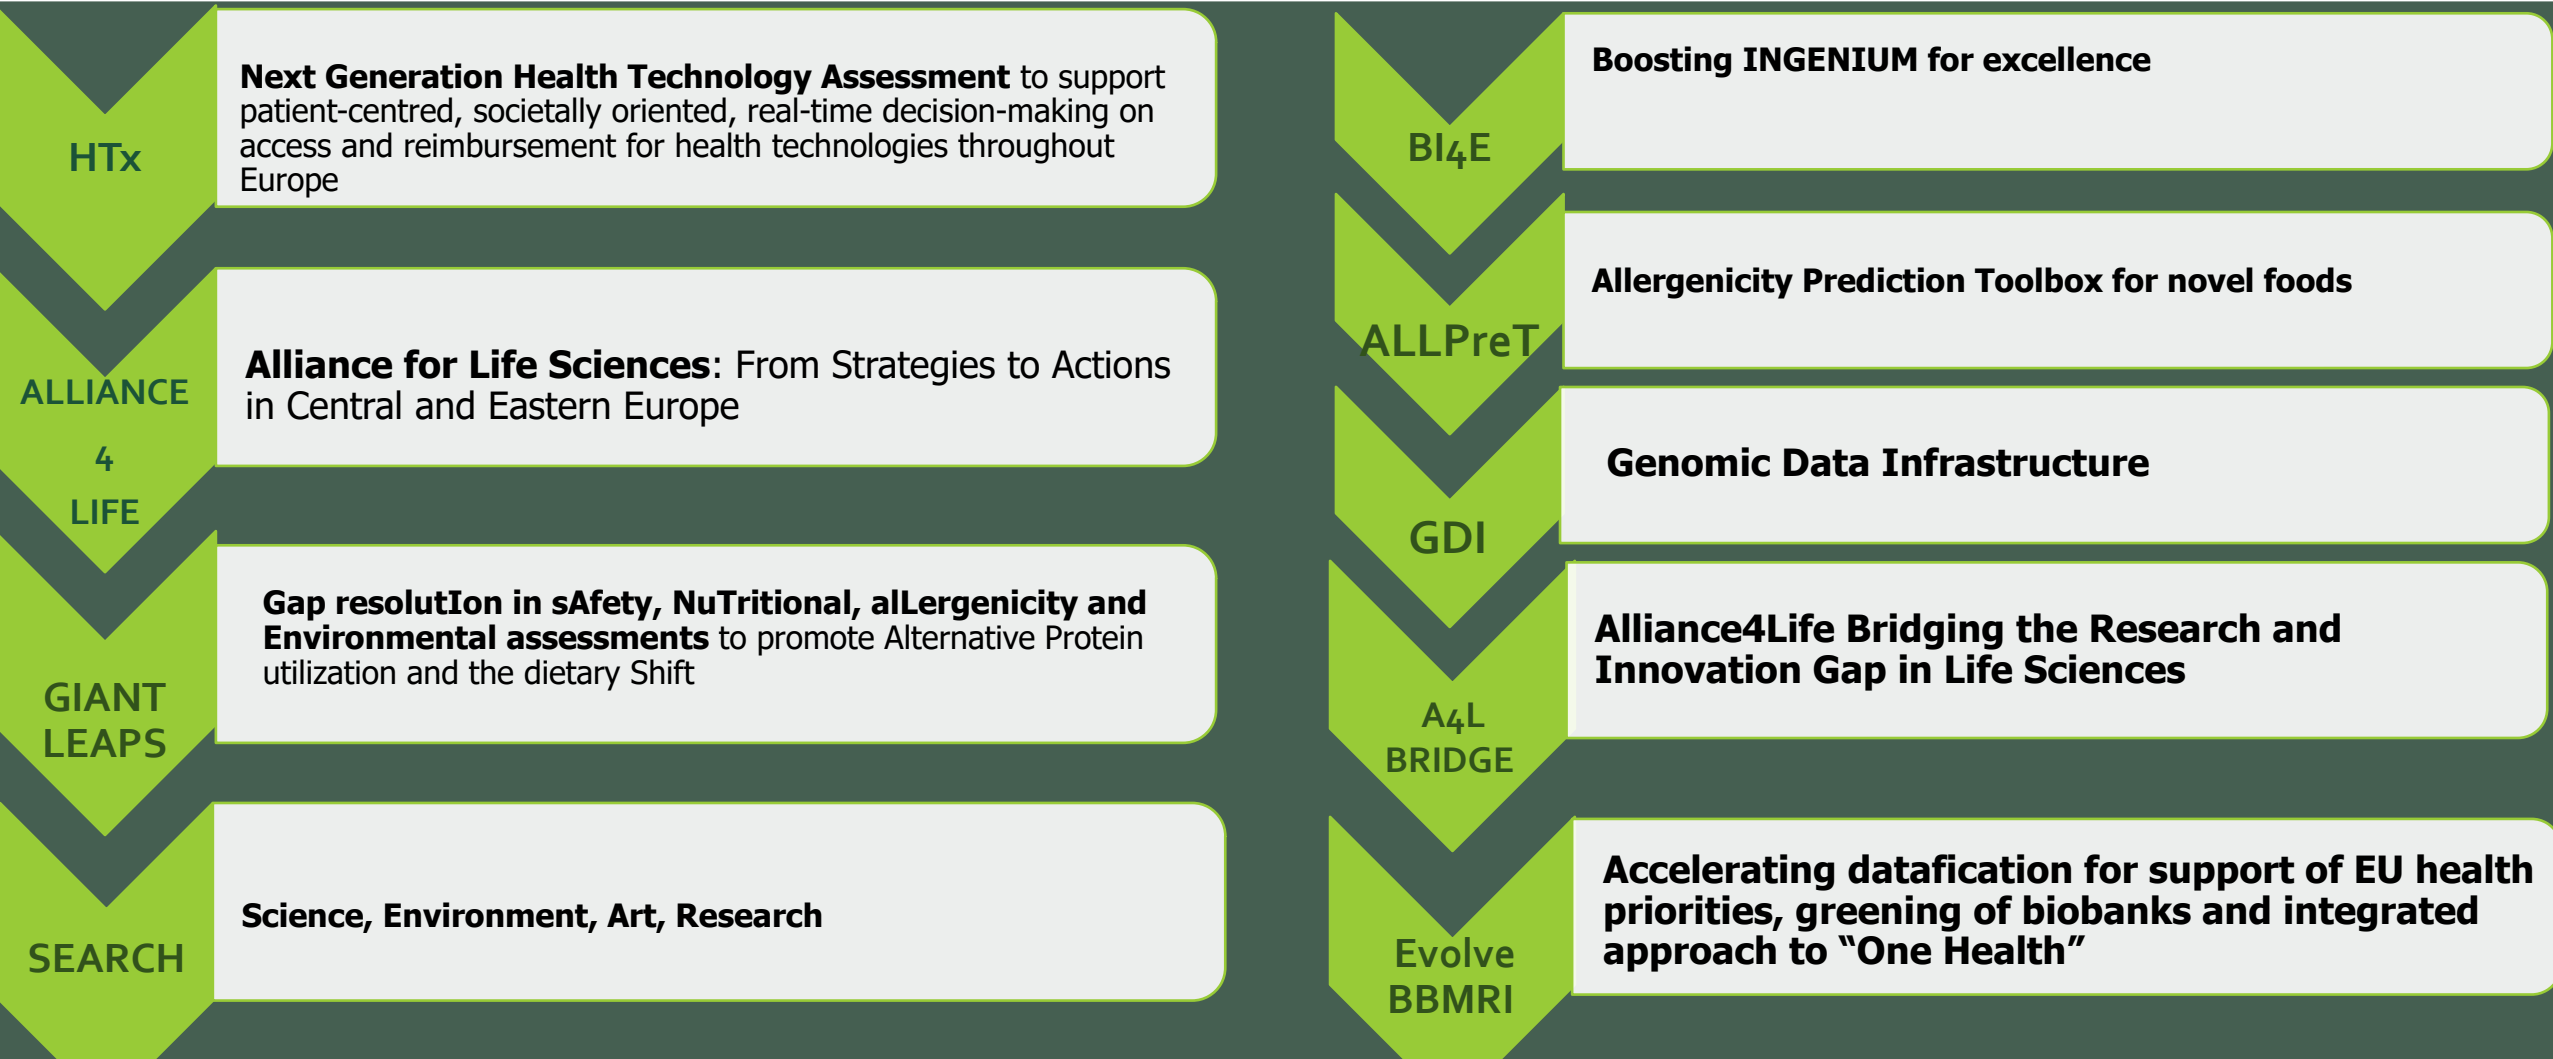 HTx
Next Generation Health Technology Assessment to support
patient-centred, societally oriented, real-time decision-making on
access and reimbursement for health technologies throughout
Europe
ALLIANCE
4
LIFE
Alliance for Life Sciences: From Strategies to Actions
in Central and Eastern Europe
GIANT
LEAPS
Gap resolutIon in sAfety, NuTritional, alLergenicity and
Environmental assessments to promote Alternative Protein
utilization and the dietary Shift
SEARCH
Science, Environment, Art, Research
BI4E
Boosting INGENIUM for excellence
ALLPreT
Allergenicity Prediction Toolbox for novel foods
GDI
Genomic Data Infrastructure
A4L
BRIDGE
Alliance4Life Bridging the Research and
Innovation Gap in Life Sciences
Evolve
BBMRI
Accelerating datafication for support of EU health
priorities, greening of biobanks and integrated
approach to “One Health”